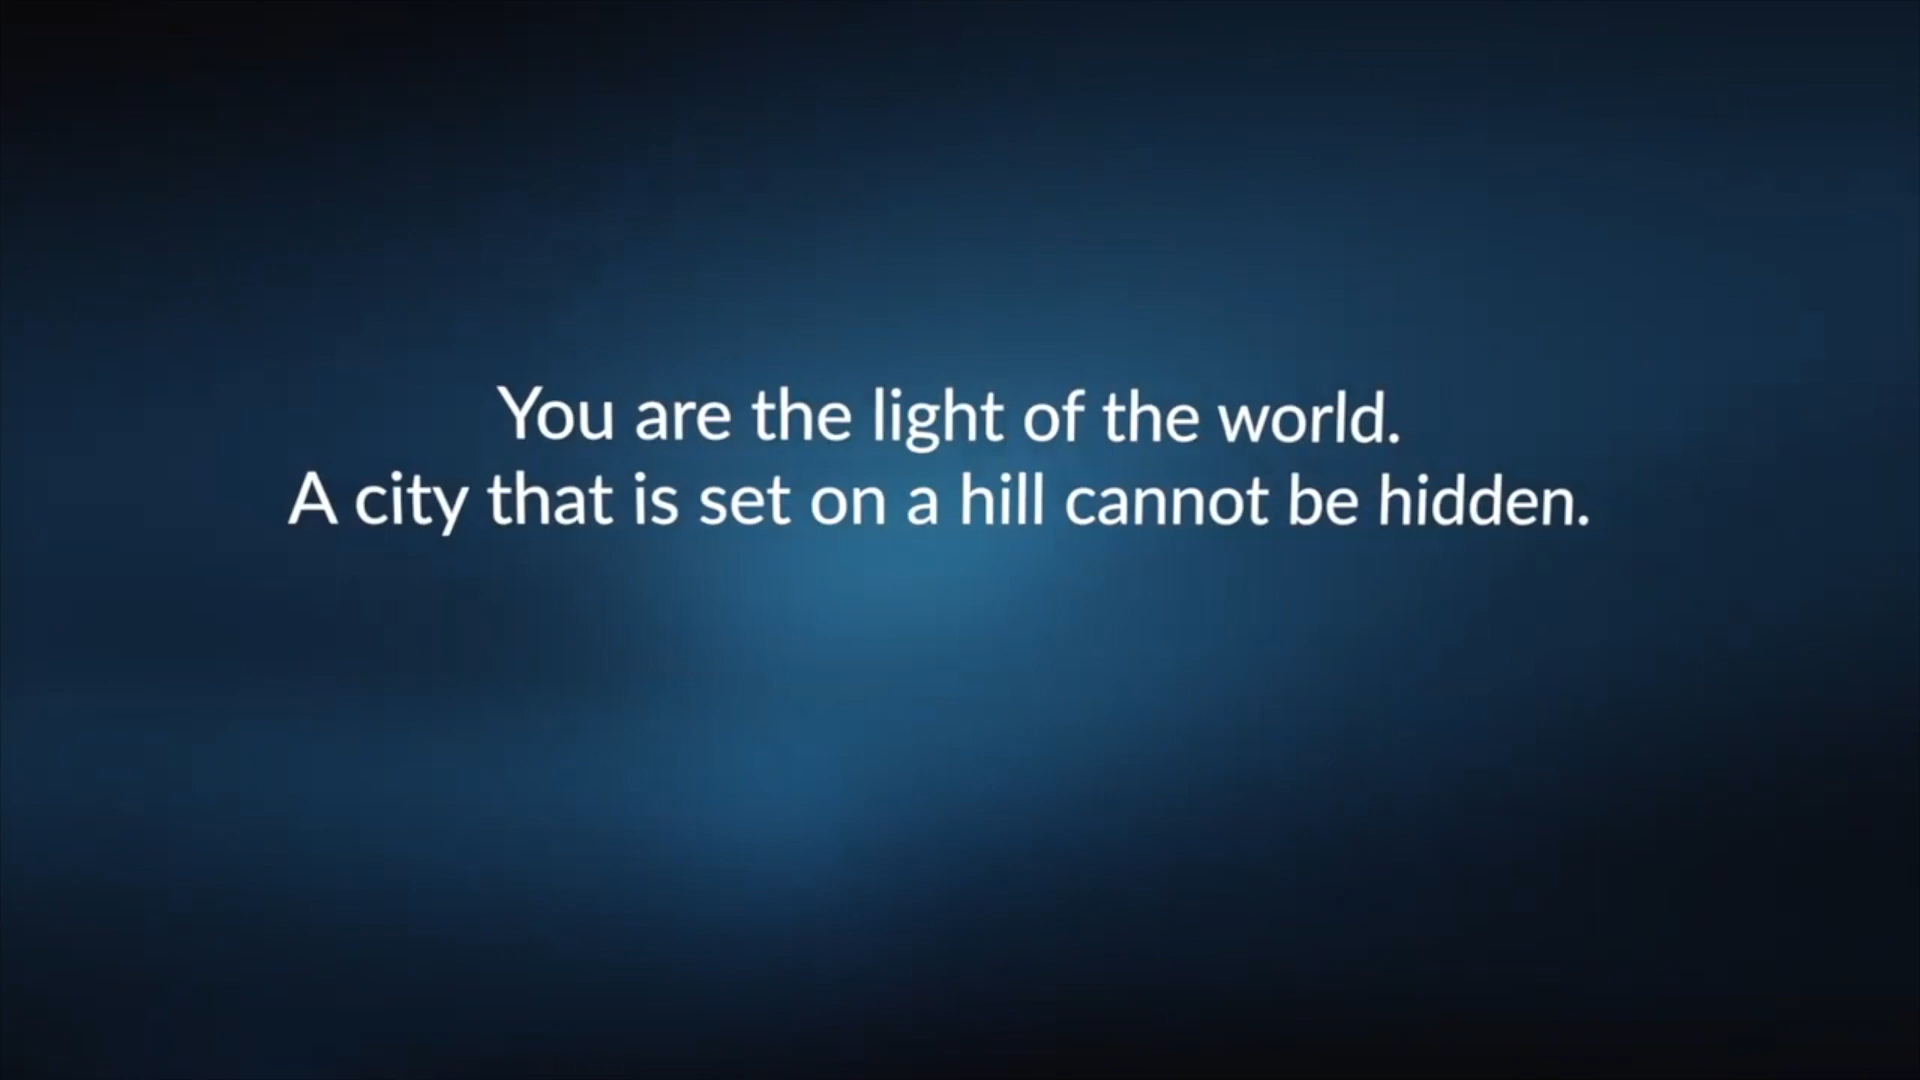 You are the light of the world.
A city that is set on a hill cannot be hidden.